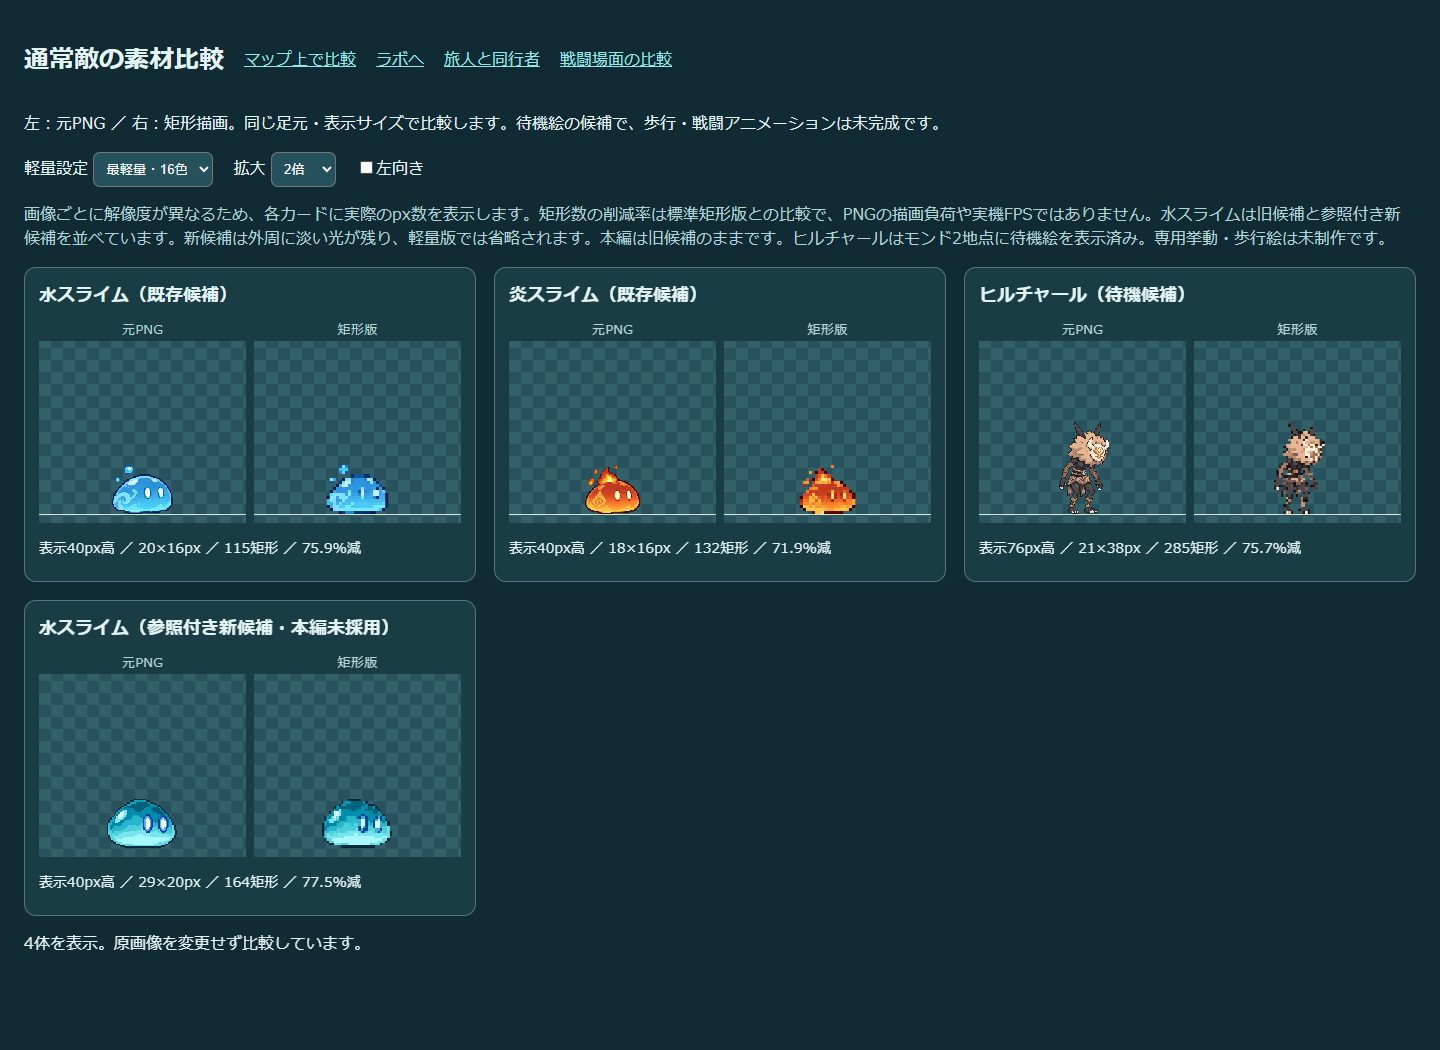 通常敵の素材比較 マップ上で比較 ラボへ 旅人と同行者 戦闘場面の比較
左：元PNG ／ 右：矩形描画。同じ足元・表示サイズで比較します。待機絵の候補で、歩行・戦闘アニメーションは未完成です。
軽量設定 最軽量・16色 拡大 2倍 左向き
画像ごとに解像度が異なるため、各カードに実際のpx数を表示します。矩形数の削減率は標準矩形版との比較で、PNGの描画負荷や実機FPSではありません。水スライムは旧候補と参照付き新
候補を並べています。新候補は外周に淡い光が残り、軽量版では省略されます。本編は旧候補のままです。ヒルチャールはモンド2地点に待機絵を表示済み。専用挙動・歩行絵は未制作です。
水スライム（既存候補）
元PNG 矩形版
表示40px高 ／ 20×16px ／ 115矩形 ／ 75.9%減
炎スライム（既存候補）
元PNG 矩形版
表示40px高 ／ 18×16px ／ 132矩形 ／ 71.9%減
ヒルチャール（待機候補）
元PNG 矩形版
表示76px高 ／ 21×38px ／ 285矩形 ／ 75.7%減
水スライム（参照付き新候補・本編未採用）
元PNG 矩形版
表示40px高 ／ 29×20px ／ 164矩形 ／ 77.5%減
4体を表示。原画像を変更せず比較しています。